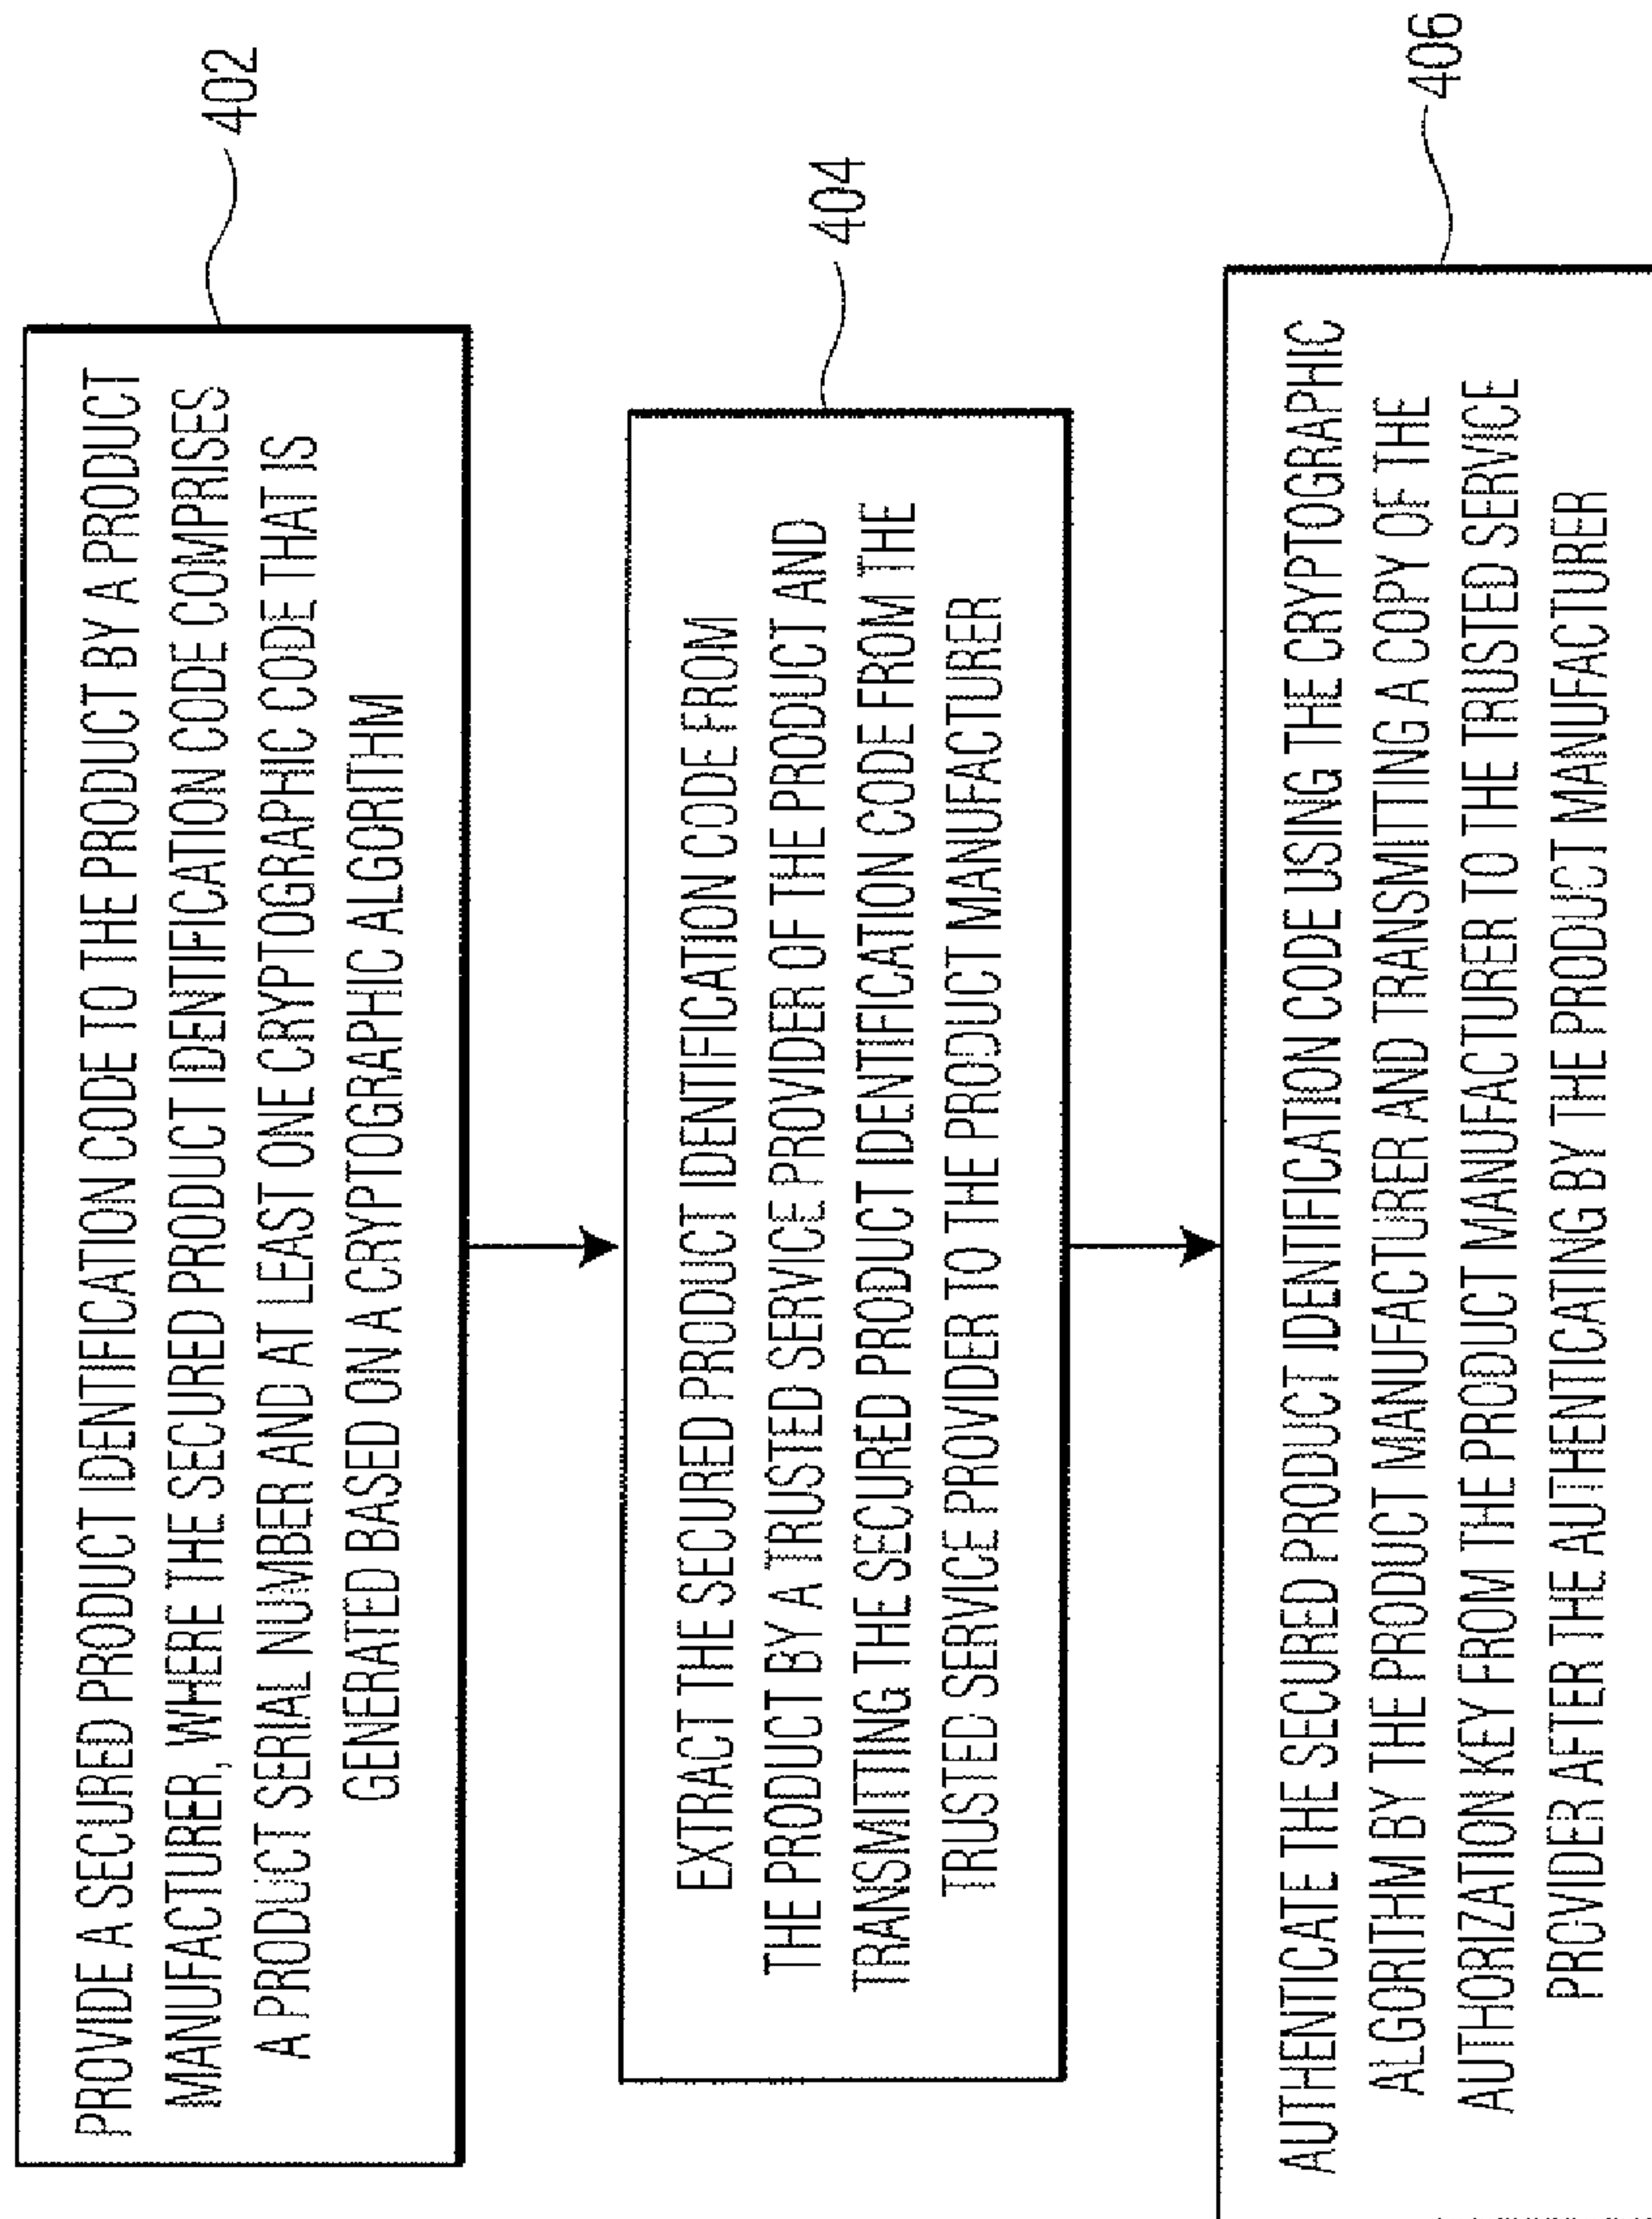 PROVIDE A SECURED PRODUCT IDENTIFICATION CODE TO THE PRODUCT BY A PRODUCT
MANUFACTURER, WHERE THE SECURED PRODUCT IDENTIFICATION CODE COMPRISES
A PRODUCT SERIAL NUMBER AND AT LEAST ONE CRYPTOGRAPHIC CODE THAT IS
GENERATED BASED ON A CRYPTOGRAPHIC ALGORITHM
402
EXTRACT THE SECURED PRODUCT IDENTIFICATION CODE FROM
THE PRODUCT BY A TRUSTED SERVICE PROVIDER OF THE PRODUCT AND
TRANSMITTING THE SECURED PRODUCT IDENTIFICATION CODE FROM THE
TRUSTED SERVICE PROVIDER TO THE PRODUCT MANUFACTURER
404
AUTHENTICATE THE SECURED PRODUCT IDENTIFICATION CODE USING THE CRYPTOGRAPHIC
ALGORITHM BY THE PRODUCT MANUFACTURER AND TRANSMITTING A COPY OF THE
AUTHORIZATION KEY FROM THE PRODUCT MANUFACTURER TO THE TRUSTED SERVICE
PROVIDER AFTER THE AUTHENTICATING BY THE PRODUCT MANUFACTURER
406